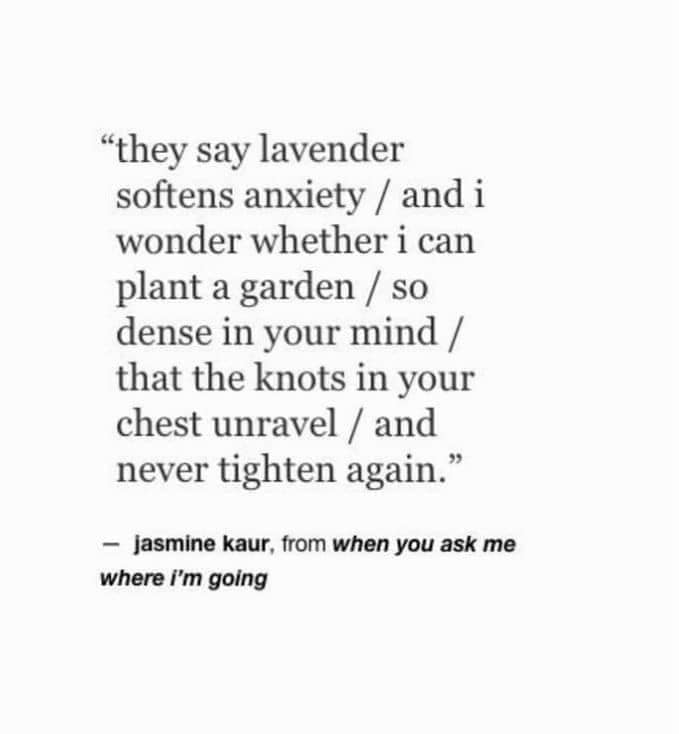 “they say lavender
softens anxiety / and i
wonder whether i can
plant a garden / so
dense in your mind /
that the knots in your
chest unravel / and
never tighten again.”
— jasmine kaur, from when you ask me
where i'm going